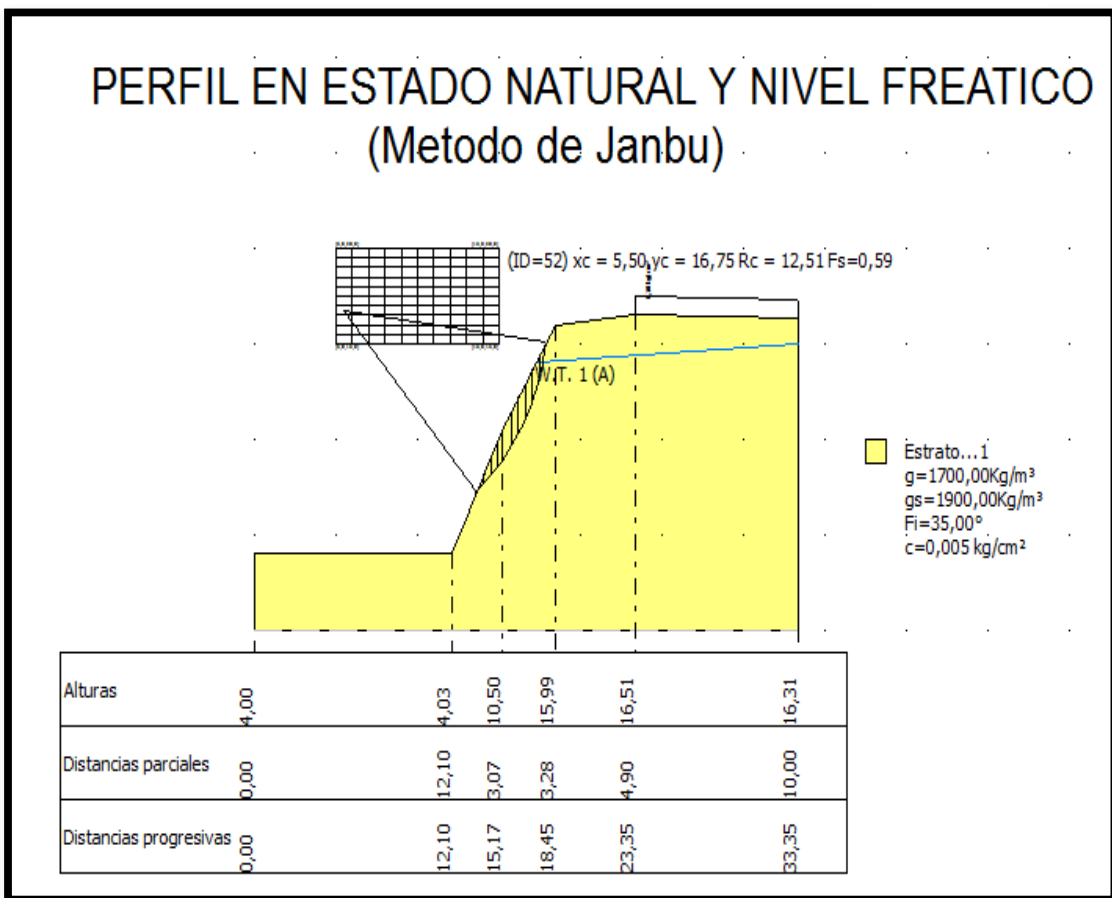 PERFIL EN ESTADO NATURAL Y NIVEL FREATICO
(Metodo de Janbu)
(ID=52) xc = 5,50 yc = 16,75 Rc = 12,51 Fs=0,59
W.T. 1 (A)
Estrato...1
g=1700,00Kg/m³
gs=1900,00Kg/m³
Fi=35,00°
c=0,005 kg/cm²
Alturas 4,00 4,03 10,50 15,99 16,51 16,31
Distancias parciales 0,00 12,10 3,07 3,28 4,90 10,00
Distancias progresivas 0,00 12,10 15,17 18,45 23,35 33,35